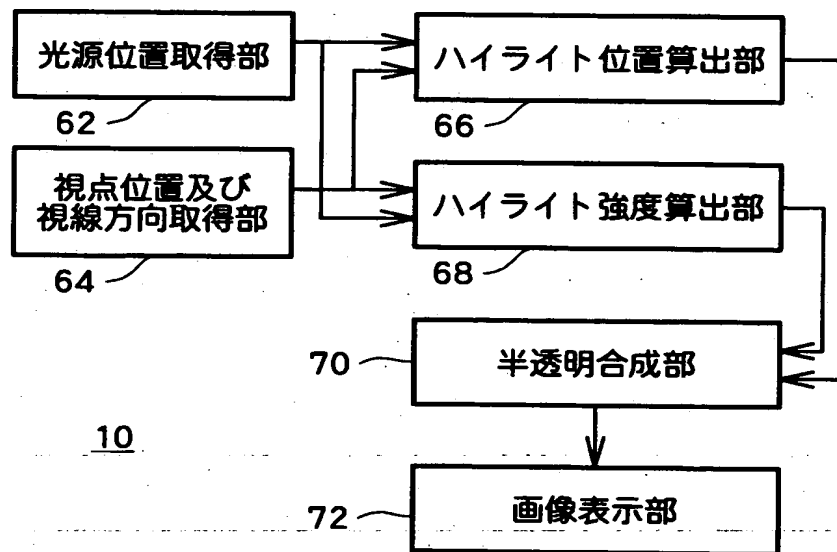 光源位置取得部
62
視点位置及び
視線方向取得部
64
ハイライト位置算出部
66
ハイライト強度算出部
68
70
半透明合成部
10
72
画像表示部